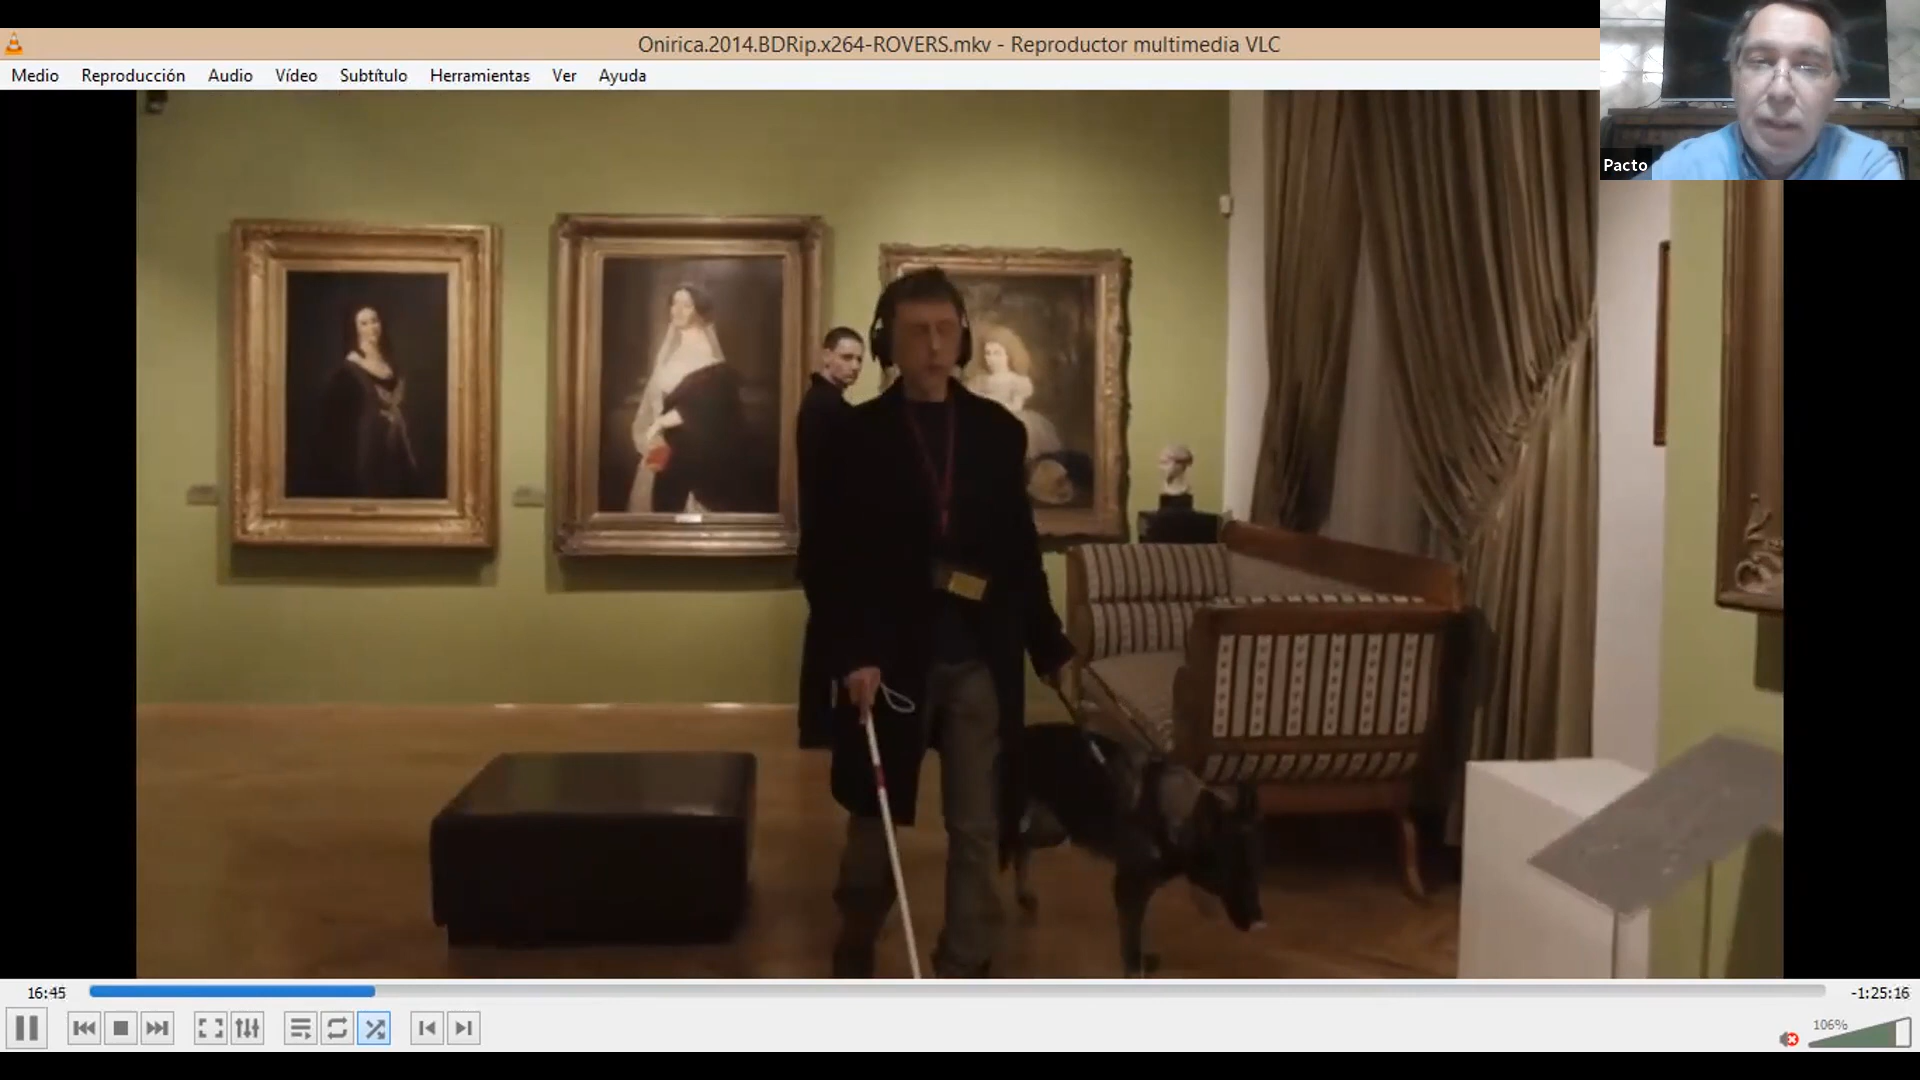 Onirica.2014.BDRip.x264-ROVERS.mkv - Reproductor multimedia VLC
Medio Reproducción Audio Vídeo Subtítulo Herramientas Ver Ayuda
Pacto
16:45
-1:25:16
106%